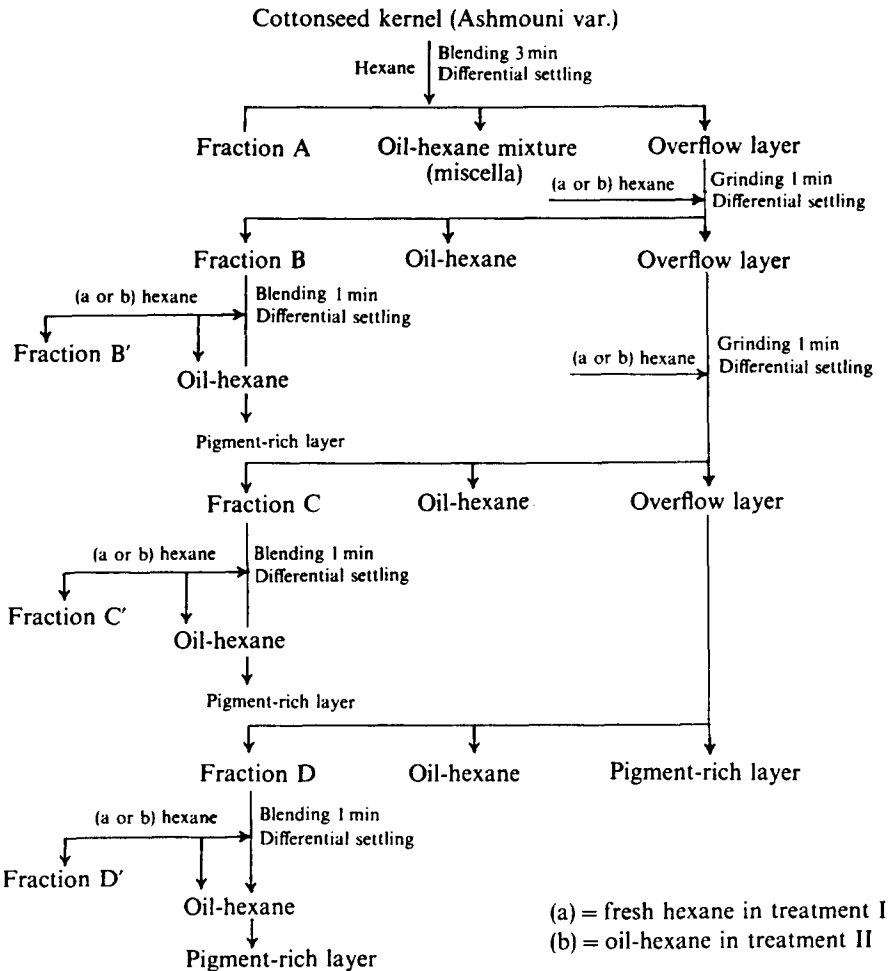 Cottonseed kernel (Ashmouni var.)
Hexane
Blending 3 min
Differential settling
Fraction A
Oil-hexane mixture
(miscella)
Overflow layer
(a or b) hexane
Grinding 1 min
Differential settling
Fraction B
Oil-hexane
Overflow layer
(a or b) hexane
Blending 1 min
Differential settling
Fraction B′
Oil-hexane
Pigment-rich layer
(a or b) hexane
Grinding 1 min
Differential settling
Fraction C
Oil-hexane
Overflow layer
(a or b) hexane
Blending 1 min
Differential settling
Fraction C′
Oil-hexane
Pigment-rich layer
Fraction D
Oil-hexane
Pigment-rich layer
(a or b) hexane
Blending 1 min
Differential settling
Fraction D′
Oil-hexane
Pigment-rich layer
(a) = fresh hexane in treatment I
(b) = oil-hexane in treatment II